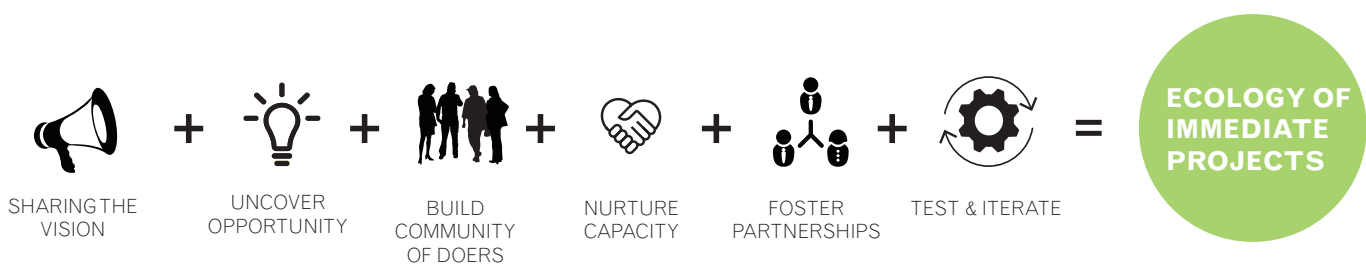 SHARING THE
VISION
+
UNCOVER
OPPORTUNITY
+
BUILD
COMMUNITY
OF DOERS
+
NURTURE
CAPACITY
+
FOSTER
PARTNERSHIPS
+
TEST & ITERATE
=
ECOLOGY OF
IMMEDIATE
PROJECTS